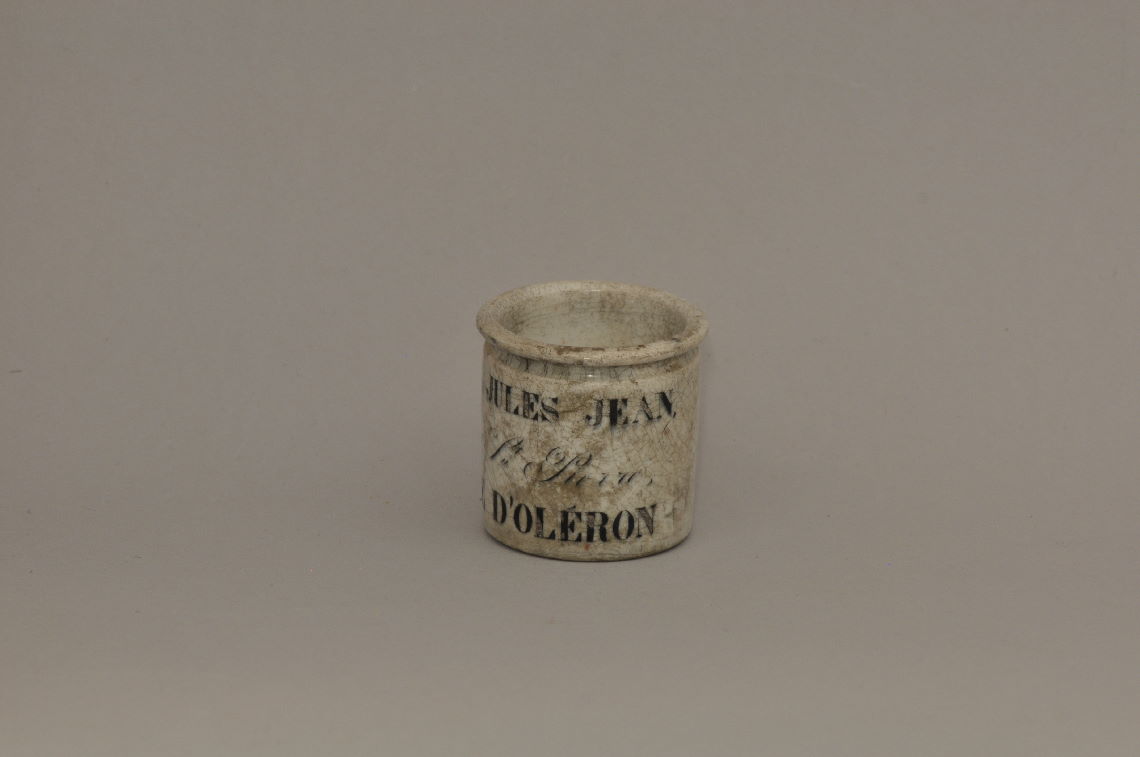 JULES JEAN
St Pierre
D'OLÉRON